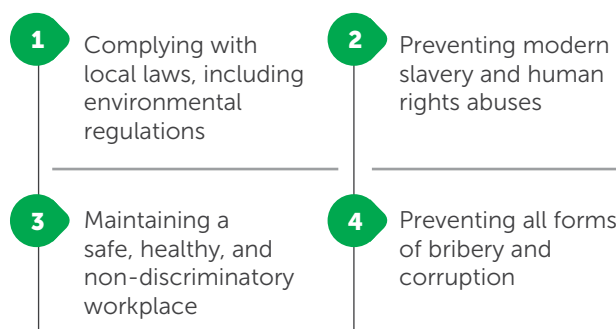 1
Complying with
local laws, including
environmental
regulations
2
Preventing modern
slavery and human
rights abuses
3
Maintaining a
safe, healthy, and
non-discriminatory
workplace
4
Preventing all forms
of bribery and
corruption